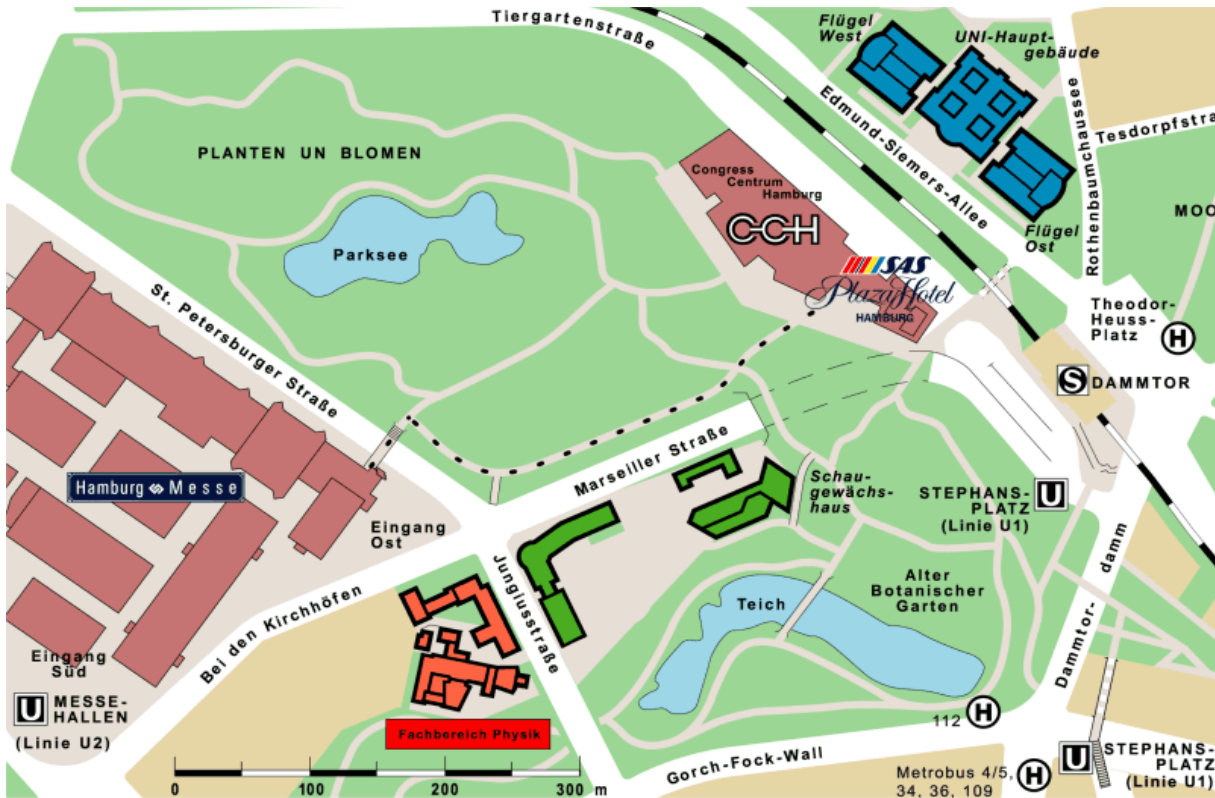 Tiergartenstraße
Flügel
West
UNI-Haupt-
gebäude
Edmund-Siemers-Allee
Rothenbaumchaussee
Tesdorpfstra
MOO
PLANTEN UN BLOMEN
Congress
Centrum
Hamburg
CCH
Flügel
Ost
Parksee
SAS
Plaza Hotel
HAMBURG
Theodor-
Heuss-
Platz
H
St. Petersburger Straße
S DAMMTOR
Marseiller Straße
Hamburg Messe
Schau-
gewächs-
haus
STEPHANS-
PLATZ
(Linie U1)
U
Eingang
Ost
Jungiusstraße
Dammtor-
damm
Alter
Botanischer
Garten
Teich
Bei den Kirchhöfen
Eingang
Süd
U MESSE-
HALLEN
(Linie U2)
Fachbereich Physik
112 H
Gorch-Fock-Wall
Metrobus 4/5,
34, 36, 109
H
U STEPHANS-
PLATZ
(Linie U1)
0 100 200 300 m